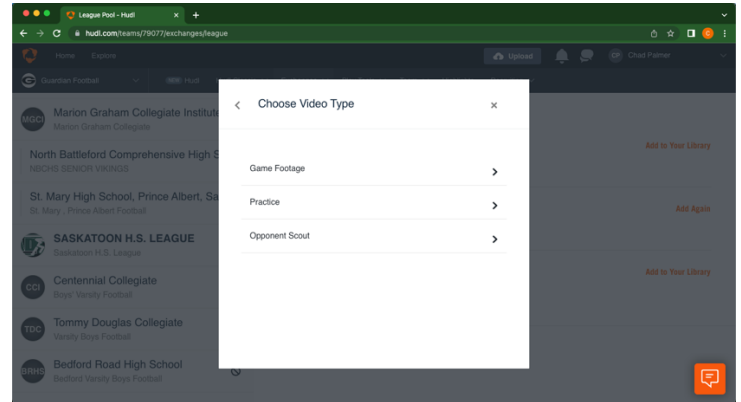 League Pool – Hudl
hudl.com/teams/79077/exchanges/league
Home Explore
Upload
CP Chad Palmer
Guardian Football
Hudl
Choose Video Type
Game Footage
Practice
Opponent Scout
MGCI
Marion Graham Collegiate Institute
Marion Graham Collegiate
North Battleford Comprehensive High S
NBCHS SENIOR VIKINGS
St. Mary High School, Prince Albert, Sa
St. Mary , Prince Albert Football
SASKATOON H.S. LEAGUE
Saskatoon H.S. League
CCI
Centennial Collegiate
Boys' Varsity Football
TDC
Tommy Douglas Collegiate
Varsity Boys Football
BRHS
Bedford Road High School
Bedford Varsity Boys Football
Add to Your Library
Add Again
Add to Your Library